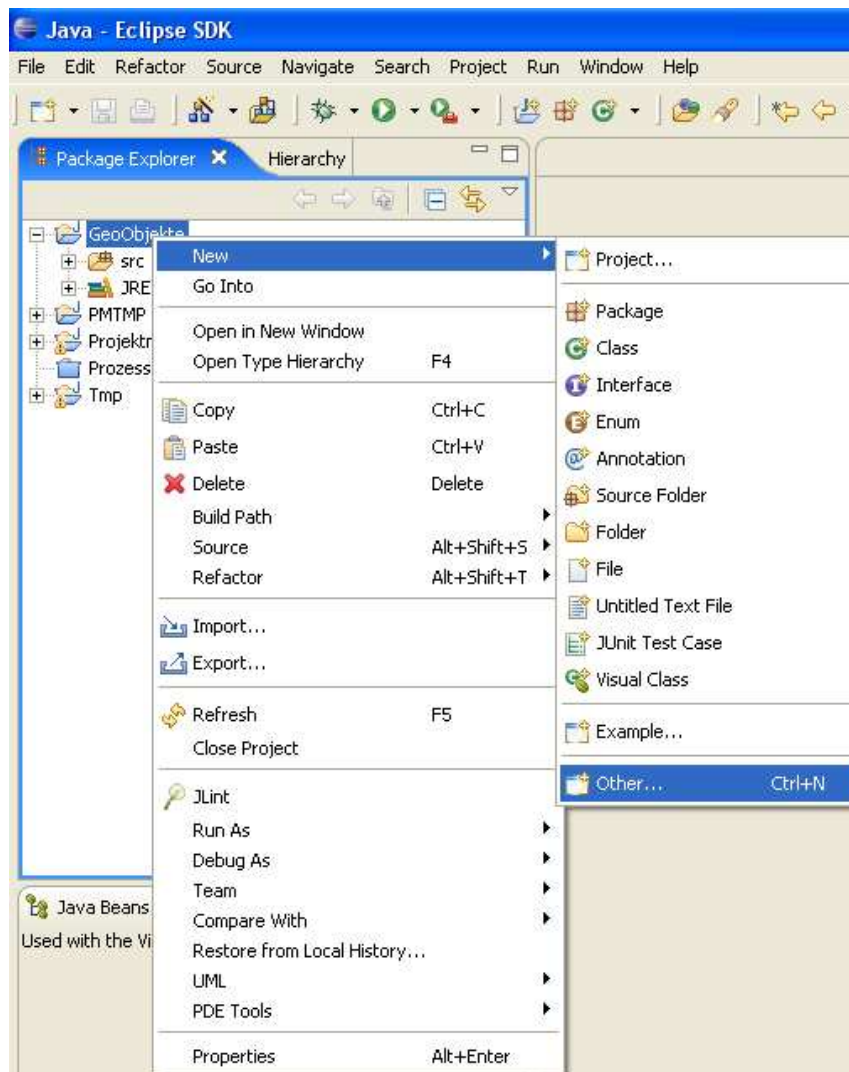 Java - Eclipse SDK
File Edit Refactor Source Navigate Search Project Run Window Help
Package Explorer Hierarchy
GeoObjekte
src
JRE
PMTMP
Prozess
Tmp
New
Go Into
Open in New Window
Open Type Hierarchy F4
Copy Ctrl+C
Paste Ctrl+V
Delete Delete
Build Path
Source Alt+Shift+S
Refactor Alt+Shift+T
Import...
Export...
Refresh F5
Close Project
JLint
Run As
Debug As
Team
Compare With
Restore from Local History...
UML
PDE Tools
Properties Alt+Enter
Project...
Package
Class
Interface
Enum
Annotation
Source Folder
Folder
File
Untitled Text File
JUnit Test Case
Visual Class
Example...
Other... Ctrl+N
Java Beans
Used with the Vi